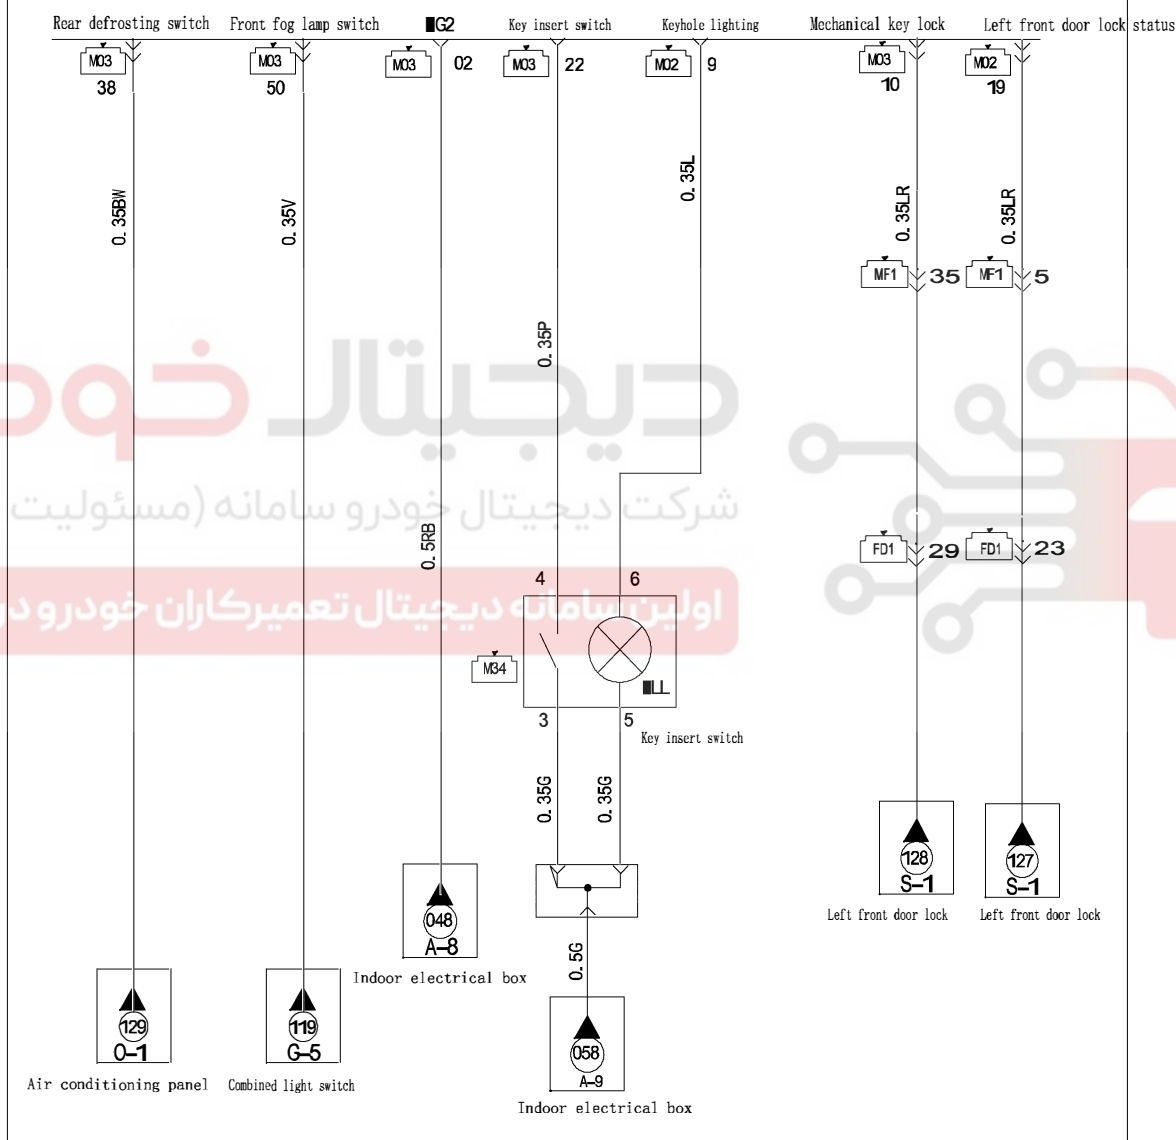 Rear defrosting switch Front fog lamp switch G2 Key insert switch Keyhole lighting Mechanical key lock Left front door lock status
M03 M03 M03 02 M03 22 M02 9 M03 M02
38 50 10 19
0.35BW 0.35V 0.35L 0.35LR 0.35LR
MF1 35 MF1 5
0.35P
دیجیتال خودر
شرکت دیجیتال خودرو سامانه (مسئولیت
0.5RB
FD1 29 FD1 23
4 6
اولین سامانه دیجیتال تعمیرکاران خودرو در
M34
LL
3 5
Key insert switch
0.35G 0.35G
128 127
S-1 S-1
Left front door lock Left front door lock
048
A-8
Indoor electrical box
0.5G
129 119
O-1 G-5
058
A-9
Air conditioning panel Combined light switch
Indoor electrical box